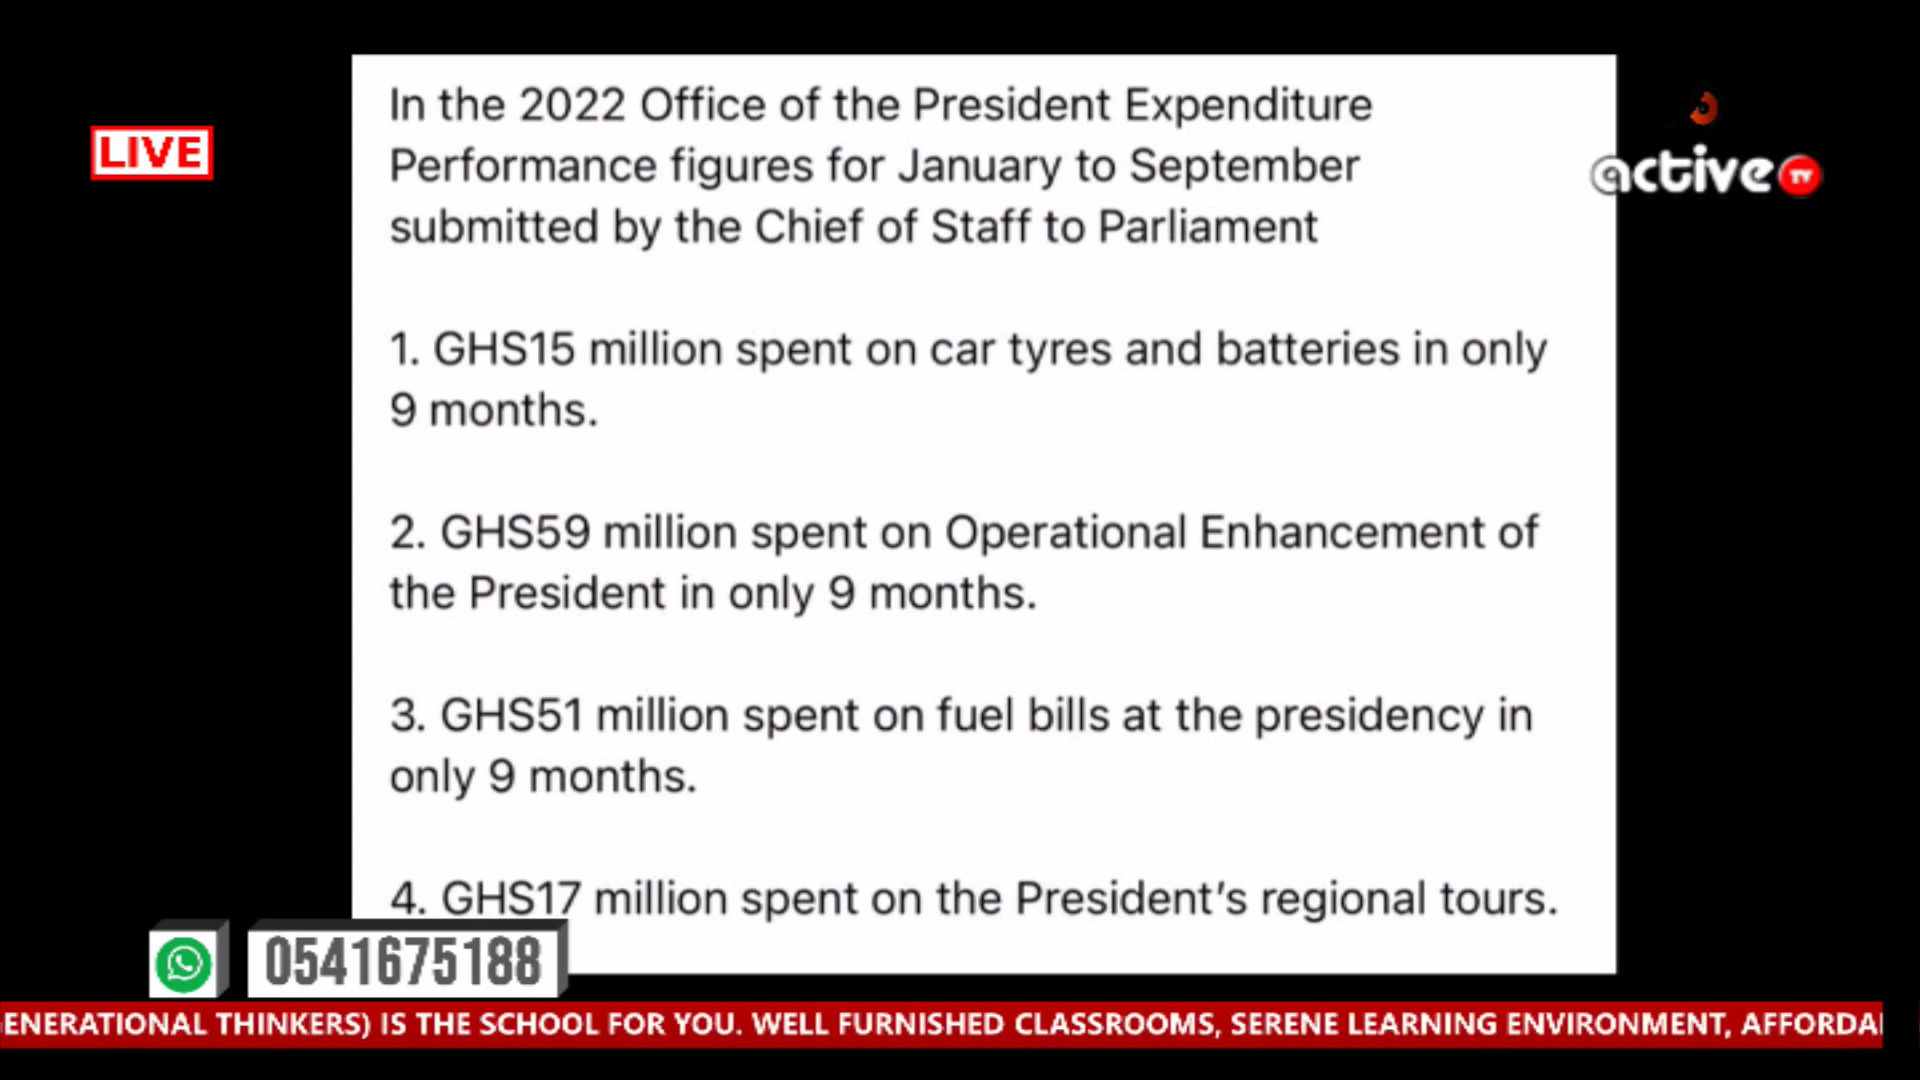 In the 2022 Office of the President Expenditure
Performance figures for January to September
submitted by the Chief of Staff to Parliament
LIVE
active TV
1. GHS15 million spent on car tyres and batteries in only
9 months.
2. GHS59 million spent on Operational Enhancement of
the President in only 9 months.
3. GHS51 million spent on fuel bills at the presidency in
only 9 months.
4. GHS17 million spent on the President's regional tours.
0541675188
ENERATIONAL THINKERS) IS THE SCHOOL FOR YOU. WELL FURNISHED CLASSROOMS, SERENE LEARNING ENVIRONMENT, AFFORDA